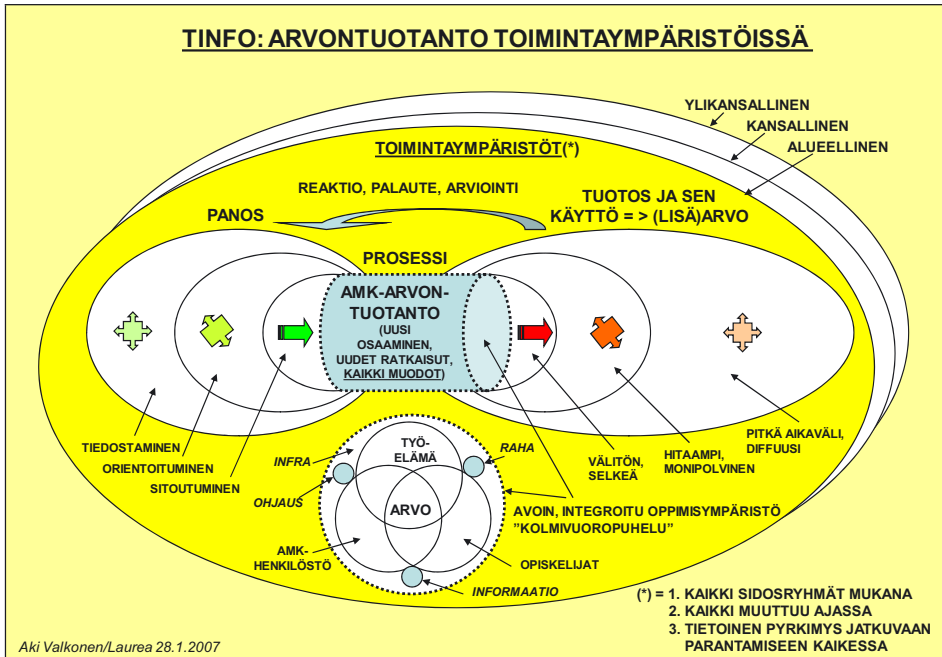 TINFO: ARVONTUOTANTO TOIMINTAYMPÄRISTÖISSÄ
YLIKANSALLINEN
KANSALLINEN
ALUEELLINEN
TOIMINTAYMPÄRISTÖT(*)
REAKTIO, PALAUTE, ARVIOINTI
PANOS
TUOTOS JA SEN
KÄYTTÖ = > (LISÄ)ARVO
PROSESSI
AMK-ARVON-
TUOTANTO
(UUSI
OSAAMINEN,
UUDET RATKAISUT,
KAIKKI MUODOT)
TIEDOSTAMINEN
ORIENTOITUMINEN
SITOUTUMINEN
VÄLITÖN,
SELKEÄ
HITAAMPI,
MONIPOLVINEN
PITKÄ AIKAVÄLI,
DIFFUUSI
INFRA
TYÖ-
ELÄMÄ
RAHA
OHJAUS
ARVO
AVOIN, INTEGROITU OPPIMISYMPÄRISTÖ
"KOLMIVUOROPUHELU"
AMK-
HENKILÖSTÖ
OPISKELIJAT
INFORMAATIO
(*) = 1. KAIKKI SIDOSRYHMÄT MUKANA
2. KAIKKI MUUTTUU AJASSA
3. TIETOINEN PYRKIMYS JATKUVAAN
PARANTAMISEEN KAIKESSA
Aki Valkonen/Laurea 28.1.2007